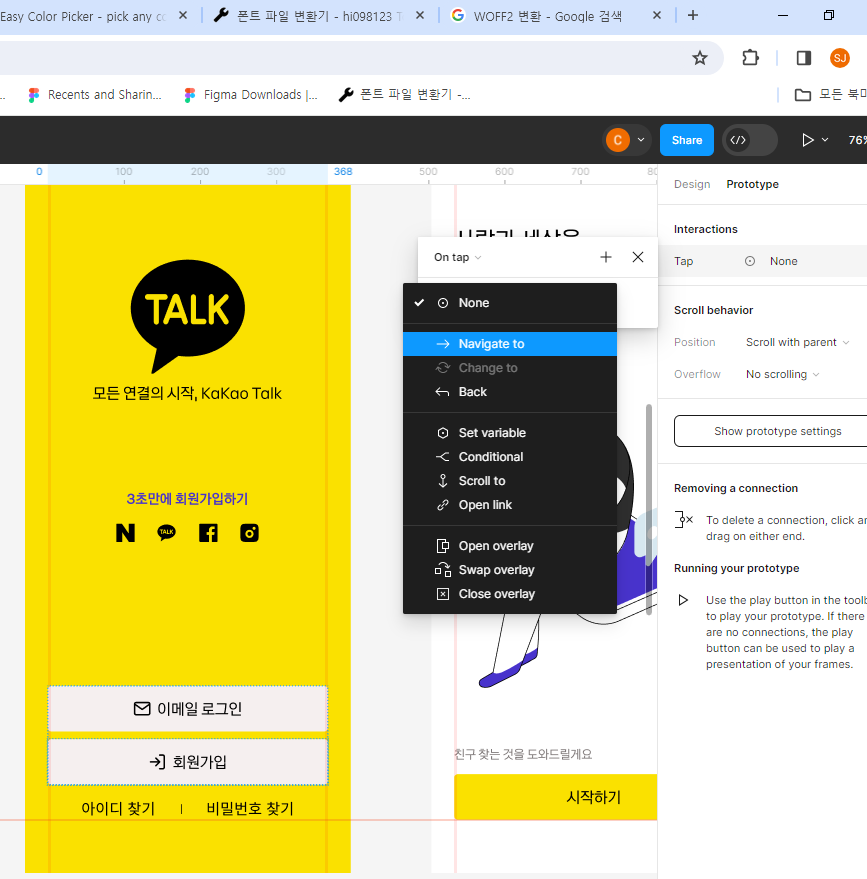 Easy Color Picker - pick any co
폰트 파일 변환기 - hi098123 T
WOFF2 변환 - Google 검색
SJ
Recents and Sharin...
Figma Downloads |...
폰트 파일 변환기 -...
모든 북마
C
Share
76%
0 100 200 300 368 500 600 700 80
Design Prototype
Interactions
Tap None
Scroll behavior
Position Scroll with parent
Overflow No scrolling
Show prototype settings
Removing a connection
To delete a connection, click an
drag on either end.
Running your prototype
Use the play button in the toolb
to play your prototype. If there
are no connections, the play
button can be used to play a
presentation of your frames.
On tap
None
Navigate to
Change to
Back
Set variable
Conditional
Scroll to
Open link
Open overlay
Swap overlay
Close overlay
TALK
모든 연결의 시작, KaKao Talk
3초만에 회원가입하기
N TALK
이메일 로그인
회원가입
아이디 찾기 | 비밀번호 찾기
친구 찾는 것을 도와드릴게요
시작하기